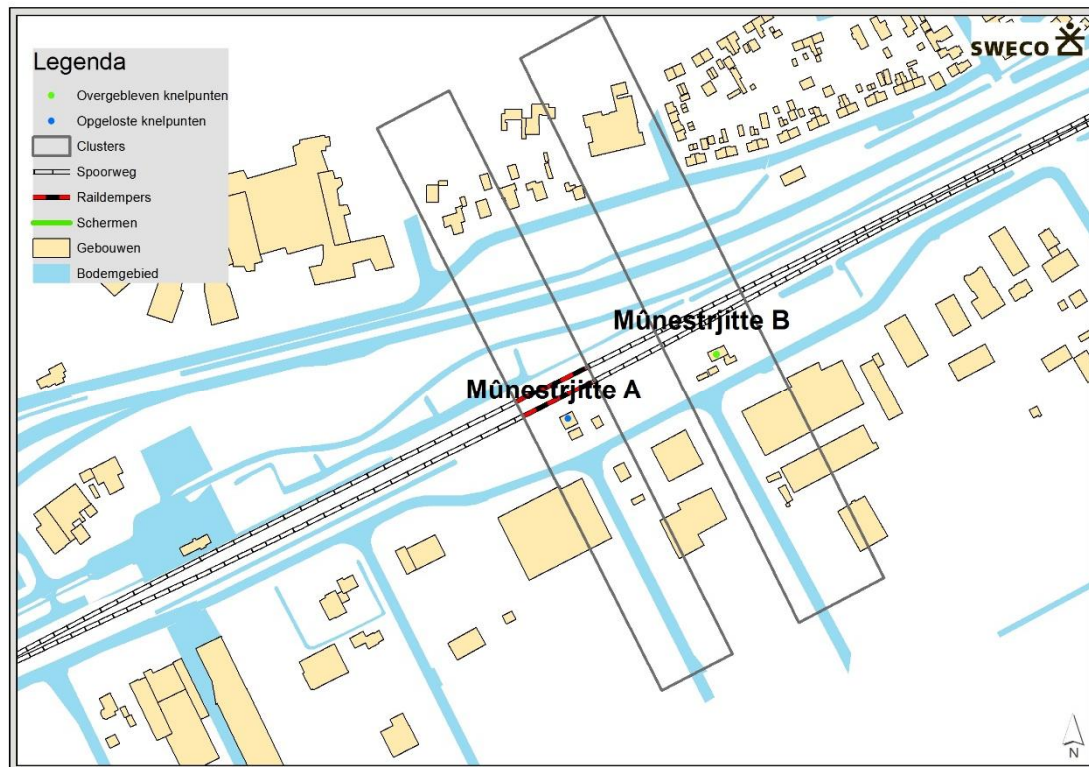 Legenda
Overgebleven knelpunten
Opgeloste knelpunten
Clusters
Spoorweg
Raildempers
Schermen
Gebouwen
Bodemgebied
SWECO
Mûnestrjitte B
Mûnestrjitte A
N